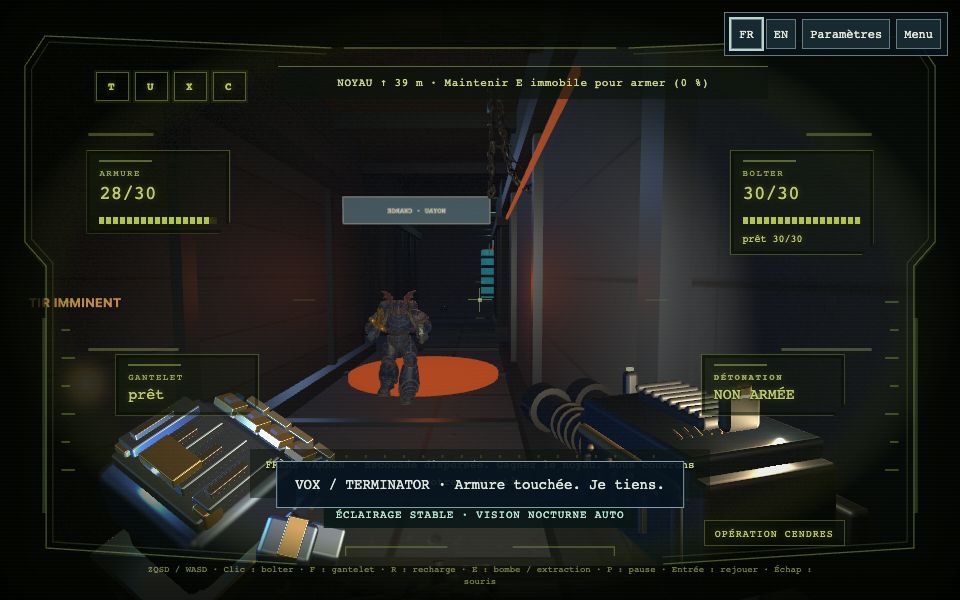 FR EN Paramètres Menu
T U X C
NOYAU ↑ 39 m · Maintenir E immobile pour armer (0 %)
ARMURE
28/30
BOLTER
30/30
prêt 30/30
NOYAU · CHARGE
TIR IMMINENT
GANTELET
prêt
DÉTONATION
NON ARMÉE
VOX / TERMINATOR · Armure touchée. Je tiens.
ÉCLAIRAGE STABLE · VISION NOCTURNE AUTO
OPÉRATION CENDRES
ZQSD / WASD · Clic : bolter · F : gantelet · R : recharge · E : bombe / extraction · P : pause · Entrée : rejouer · Échap :
souris